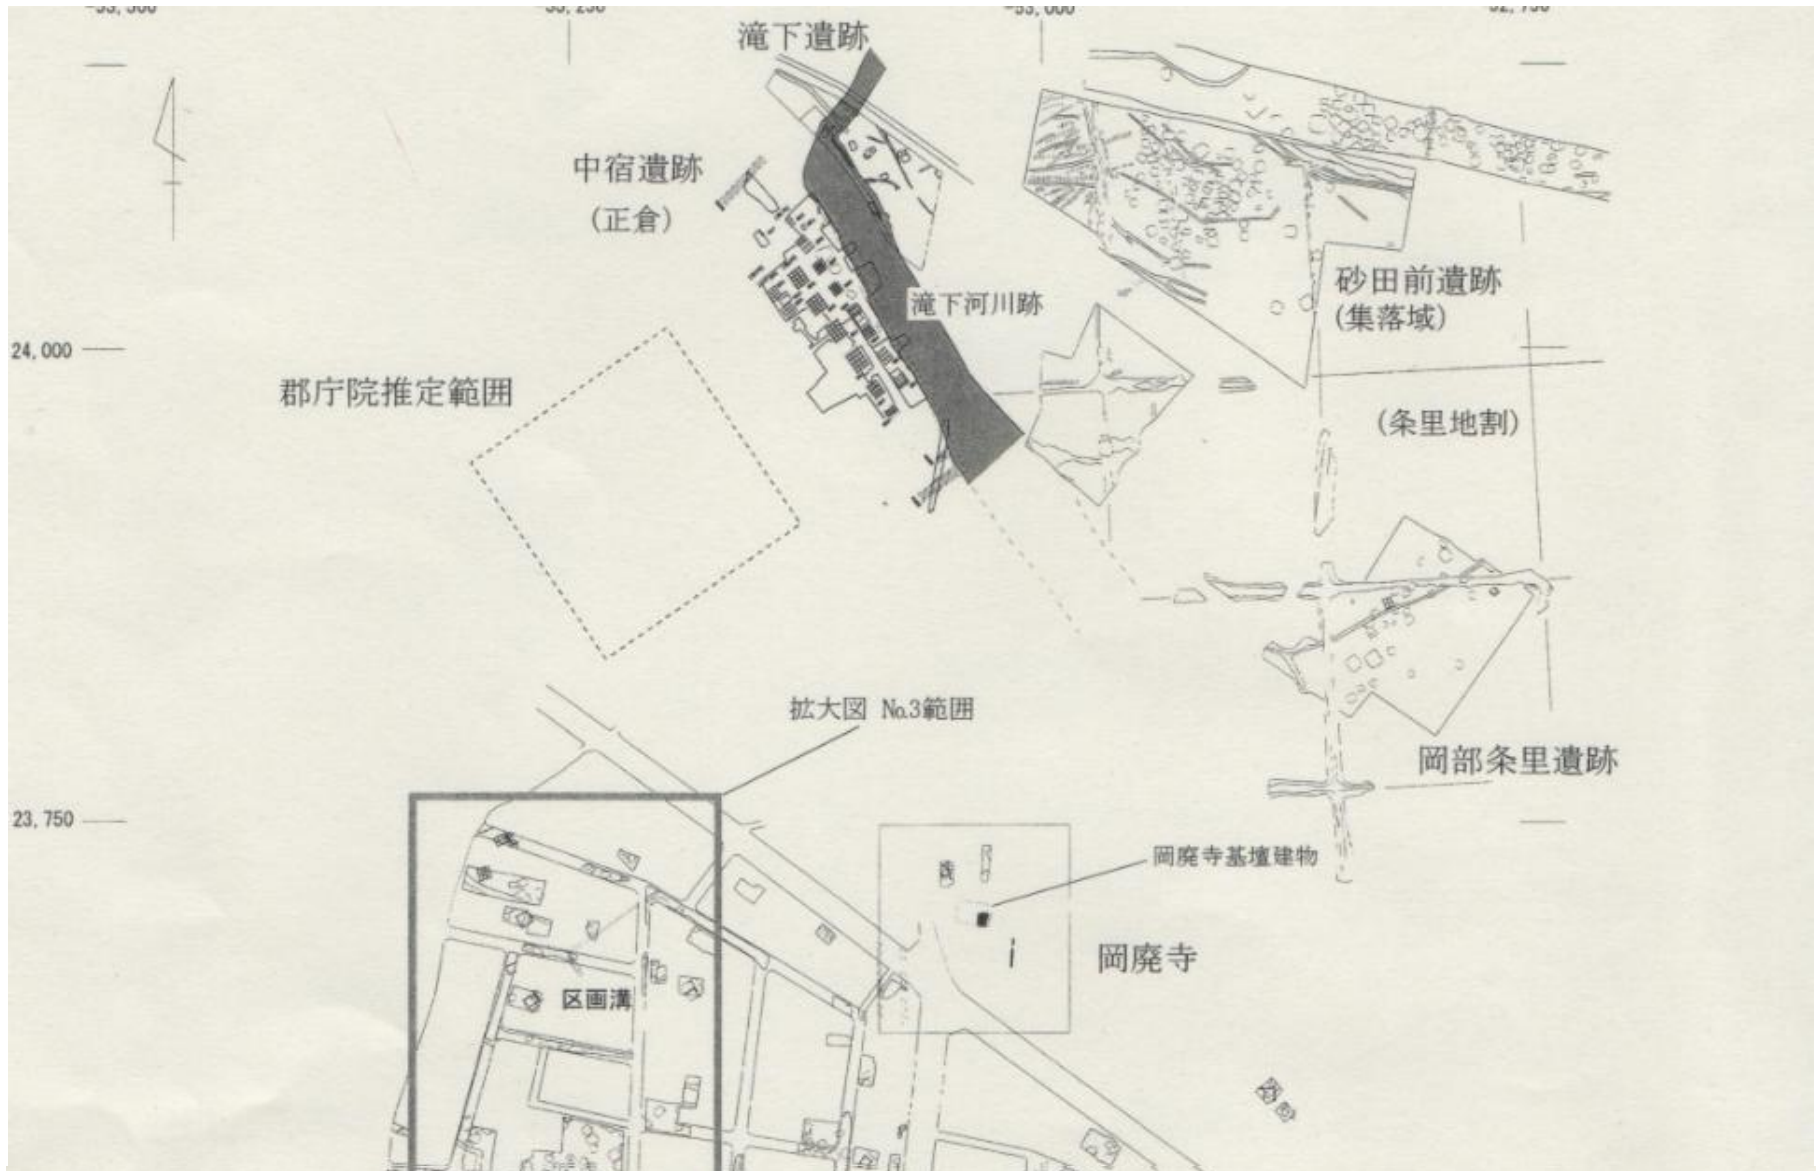 滝下遺跡
中宿遺跡
(正倉)
滝下河川跡
砂田前遺跡
(集落域)
24,000
郡庁院推定範囲
(条里地割)
拡大図 No.3範囲
岡部条里遺跡
23,750
岡廃寺基壇建物
岡廃寺
区画溝